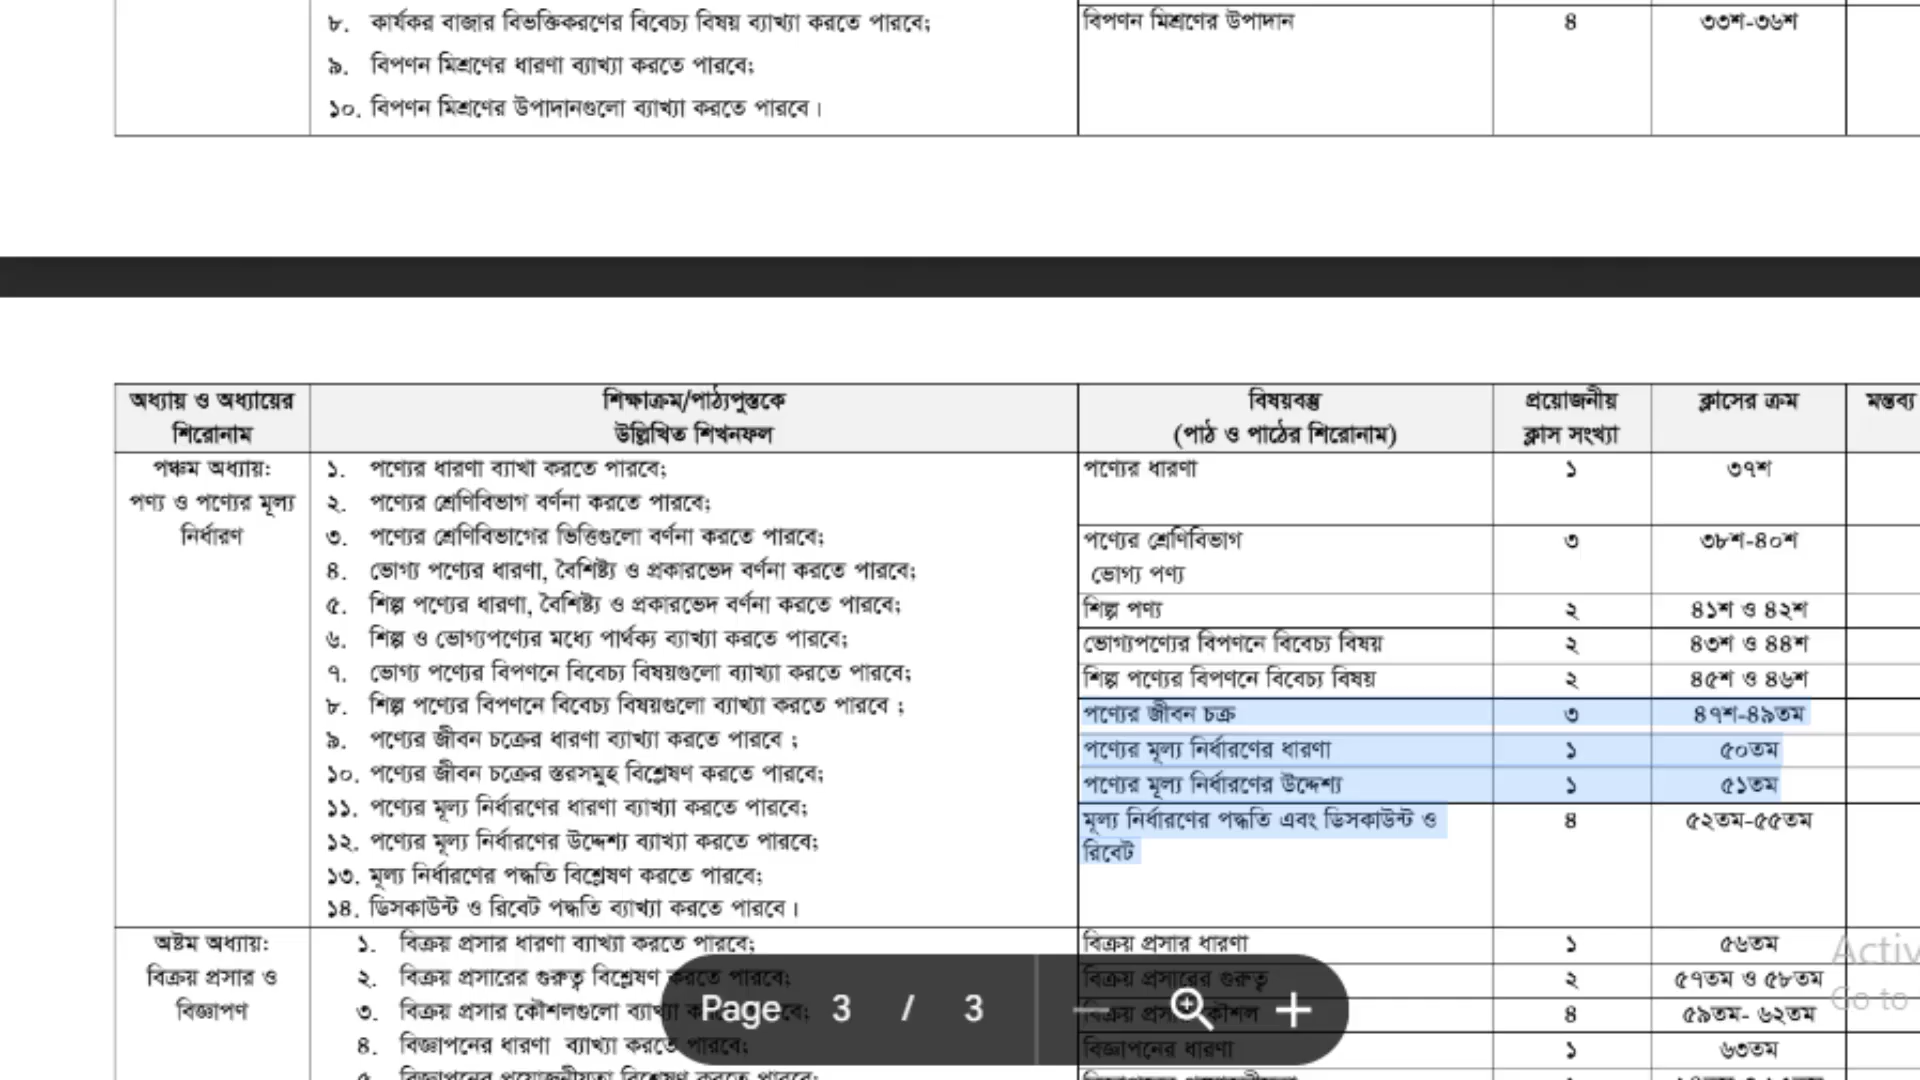 ৮. কার্যকর বাজার বিভক্তিকরণের বিবেচ্য বিষয় ব্যাখ্যা করতে পারবে;
৯. বিপণন মিশ্রণের ধারণা ব্যাখ্যা করতে পারবে;
১০. বিপণন মিশ্রণের উপাদানগুলো ব্যাখ্যা করতে পারবে।
বিপণন মিশ্রণের উপাদান ৪ ৩৩শ-৩৬শ
অধ্যায় ও অধ্যায়ের শিরোনাম
শিক্ষাক্রম/পাঠ্যপুস্তকে
উল্লিখিত শিখনফল
বিষয়বস্তু
(পাঠ ও পাঠের শিরোনাম)
প্রয়োজনীয়
ক্লাস সংখ্যা
ক্লাসের ক্রম
মন্তব্য
পঞ্চম অধ্যায়:
পণ্য ও পণ্যের মূল্য
নির্ধারণ
১. পণ্যের ধারণা ব্যাখা করতে পারবে;
২. পণ্যের শ্রেণিবিভাগ বর্ণনা করতে পারবে;
৩. পণ্যের শ্রেণিবিভাগের ভিত্তিগুলো বর্ণনা করতে পারবে;
৪. ভোগ্য পণ্যের ধারণা, বৈশিষ্ট্য ও প্রকারভেদ বর্ণনা করতে পারবে;
৫. শিল্প পণ্যের ধারণা, বৈশিষ্ট্য ও প্রকারভেদ বর্ণনা করতে পারবে;
৬. শিল্প ও ভোগ্যপণ্যের মধ্যে পার্থক্য ব্যাখ্যা করতে পারবে;
৭. ভোগ্য পণ্যের বিপণনে বিবেচ্য বিষয়গুলো ব্যাখ্যা করতে পারবে;
৮. শিল্প পণ্যের বিপণনে বিবেচ্য বিষয়গুলো ব্যাখ্যা করতে পারবে ;
৯. পণ্যের জীবন চক্রের ধারণা ব্যাখ্যা করতে পারবে ;
১০. পণ্যের জীবন চক্রের স্তরসমুহ বিশ্লেষণ করতে পারবে;
১১. পণ্যের মূল্য নির্ধারণের ধারণা ব্যাখ্যা করতে পারবে;
১২. পণ্যের মূল্য নির্ধারণের উদ্দেশ্য ব্যাখ্যা করতে পারবে;
১৩. মূল্য নির্ধারণের পদ্ধতি বিশ্লেষণ করতে পারবে;
১৪. ডিসকাউন্ট ও রিবেট পদ্ধতি ব্যাখ্যা করতে পারবে।
পণ্যের ধারণা ১ ৩৭শ
পণ্যের শ্রেণিবিভাগ ৩ ৩৮শ-৪০শ
ভোগ্য পণ্য
শিল্প পণ্য ২ ৪১শ ও ৪২শ
ভোগ্যপণ্যের বিপণনে বিবেচ্য বিষয় ২ ৪৩শ ও ৪৪শ
শিল্প পণ্যের বিপণনে বিবেচ্য বিষয় ২ ৪৫শ ও ৪৬শ
পণ্যের জীবন চক্র ৩ ৪৭শ-৪৯তম
পণ্যের মূল্য নির্ধারণের ধারণা ১ ৫০তম
পণ্যের মূল্য নির্ধারণের উদ্দেশ্য ১ ৫১তম
মূল্য নির্ধারণের পদ্ধতি এবং ডিসকাউন্ট ও ৪ ৫২তম-৫৫তম
রিবেট
অষ্টম অধ্যায়:
বিক্রয় প্রসার ও
বিজ্ঞাপণ
১. বিক্রয় প্রসার ধারণা ব্যাখ্যা করতে পারবে;
২. বিক্রয় প্রসারের গুরুত্ব বিশ্লেষণ করতে পারবে;
৩. বিক্রয় প্রসার কৌশলগুলো
৪. বিজ্ঞাপনের ধারণা ব্যাখ্যা করতে পারবে;
বিক্রয় প্রসার ধারণা ১ ৫৬তম
বিক্রয় প্রসারের গুরুত্ব ২ ৫৭তম ও ৫৮তম
বিক্রয় প্রসার কৌশল ৪ ৫৯তম- ৬২তম
বিজ্ঞাপনের ধারণা ১ ৬৩তম
Page 3 / 3
Activ
Go to